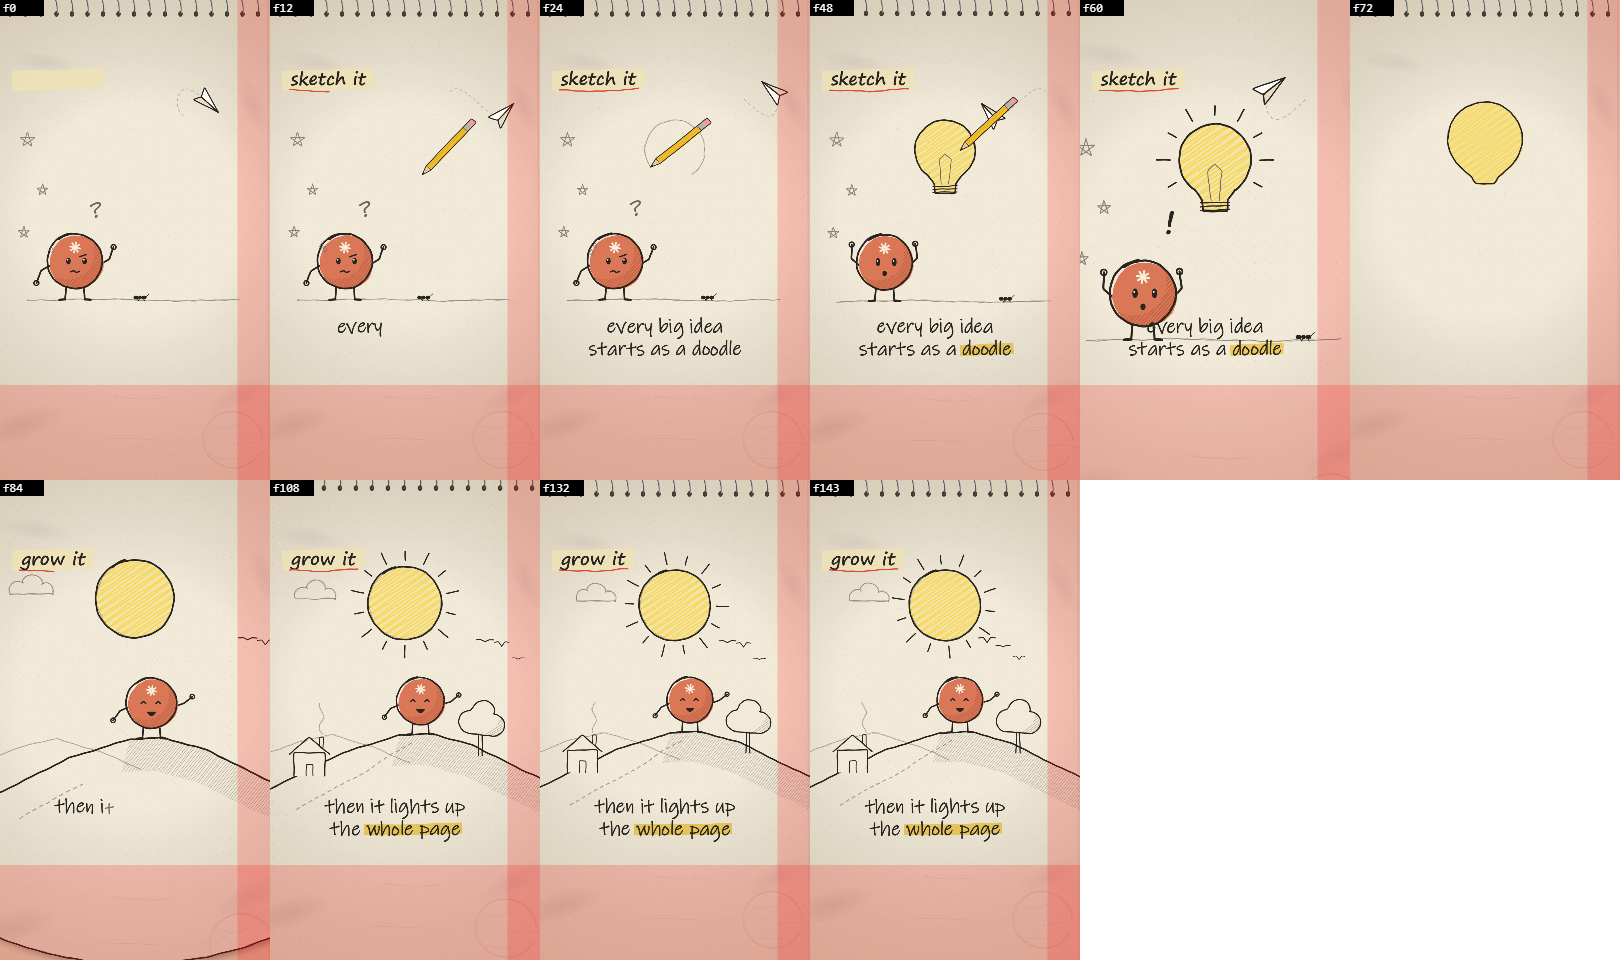 f0
?
f12
sketch it
?
every
f24
sketch it
?
every big idea
starts as a doodle
f48
sketch it
every big idea
starts as a doodle
f60
sketch it
!
every big idea
starts as a doodle
f72
f84
grow it
then it
f108
grow it
then it lights up
the whole page
f132
grow it
then it lights up
the whole page
f143
grow it
then it lights up
the whole page